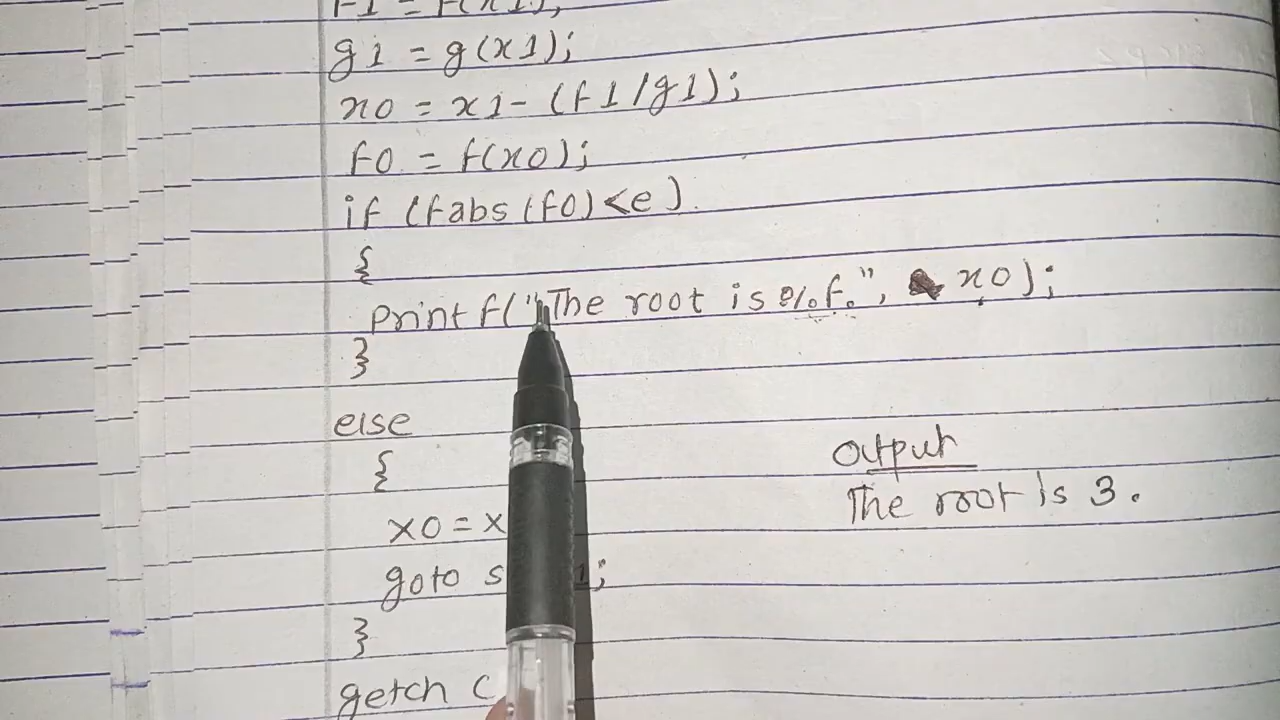 g1 = g(x1);
x0 = x1 - (f1/g1);
f0 = f(x0);
if (fabs(f0)<e)
{
printf("The root is %f.", x0);
}
else
{
x0 = x
goto s
}
getch (
Output
The root is 3.